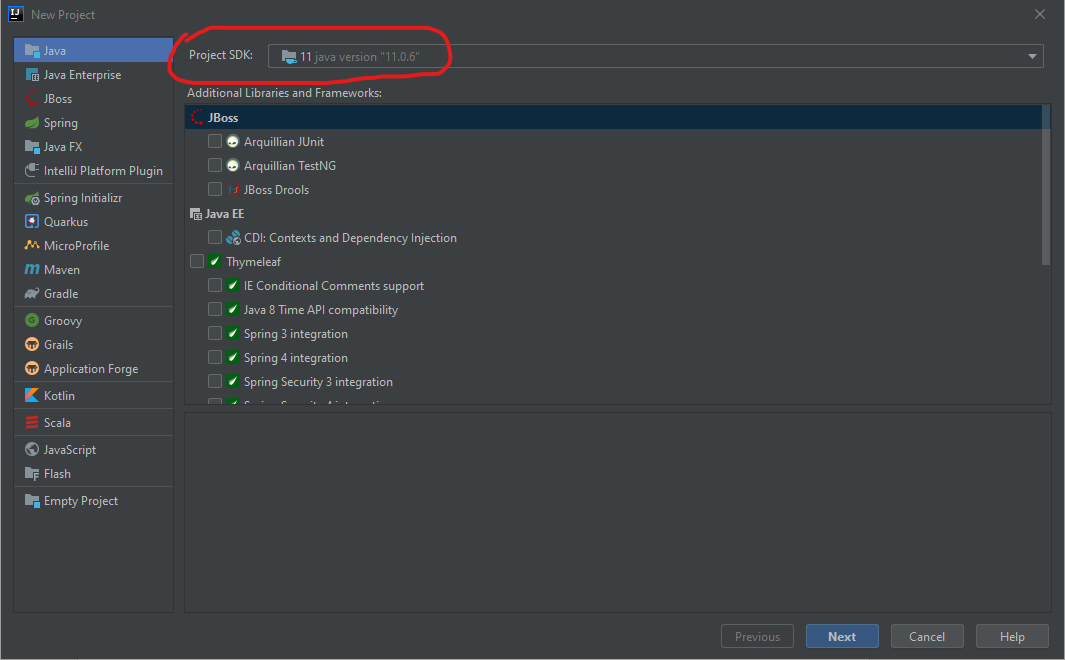 New Project
Java
Java Enterprise
JBoss
Spring
Java FX
IntelliJ Platform Plugin
Spring Initializr
Quarkus
MicroProfile
Maven
Gradle
Groovy
Grails
Application Forge
Kotlin
Scala
JavaScript
Flash
Empty Project
Project SDK: 11 java version "11.0.6"
Additional Libraries and Frameworks:
JBoss
Arquillian JUnit
Arquillian TestNG
JBoss Drools
Java EE
CDI: Contexts and Dependency Injection
Thymeleaf
IE Conditional Comments support
Java 8 Time API compatibility
Spring 3 integration
Spring 4 integration
Spring Security 3 integration
Previous Next Cancel Help